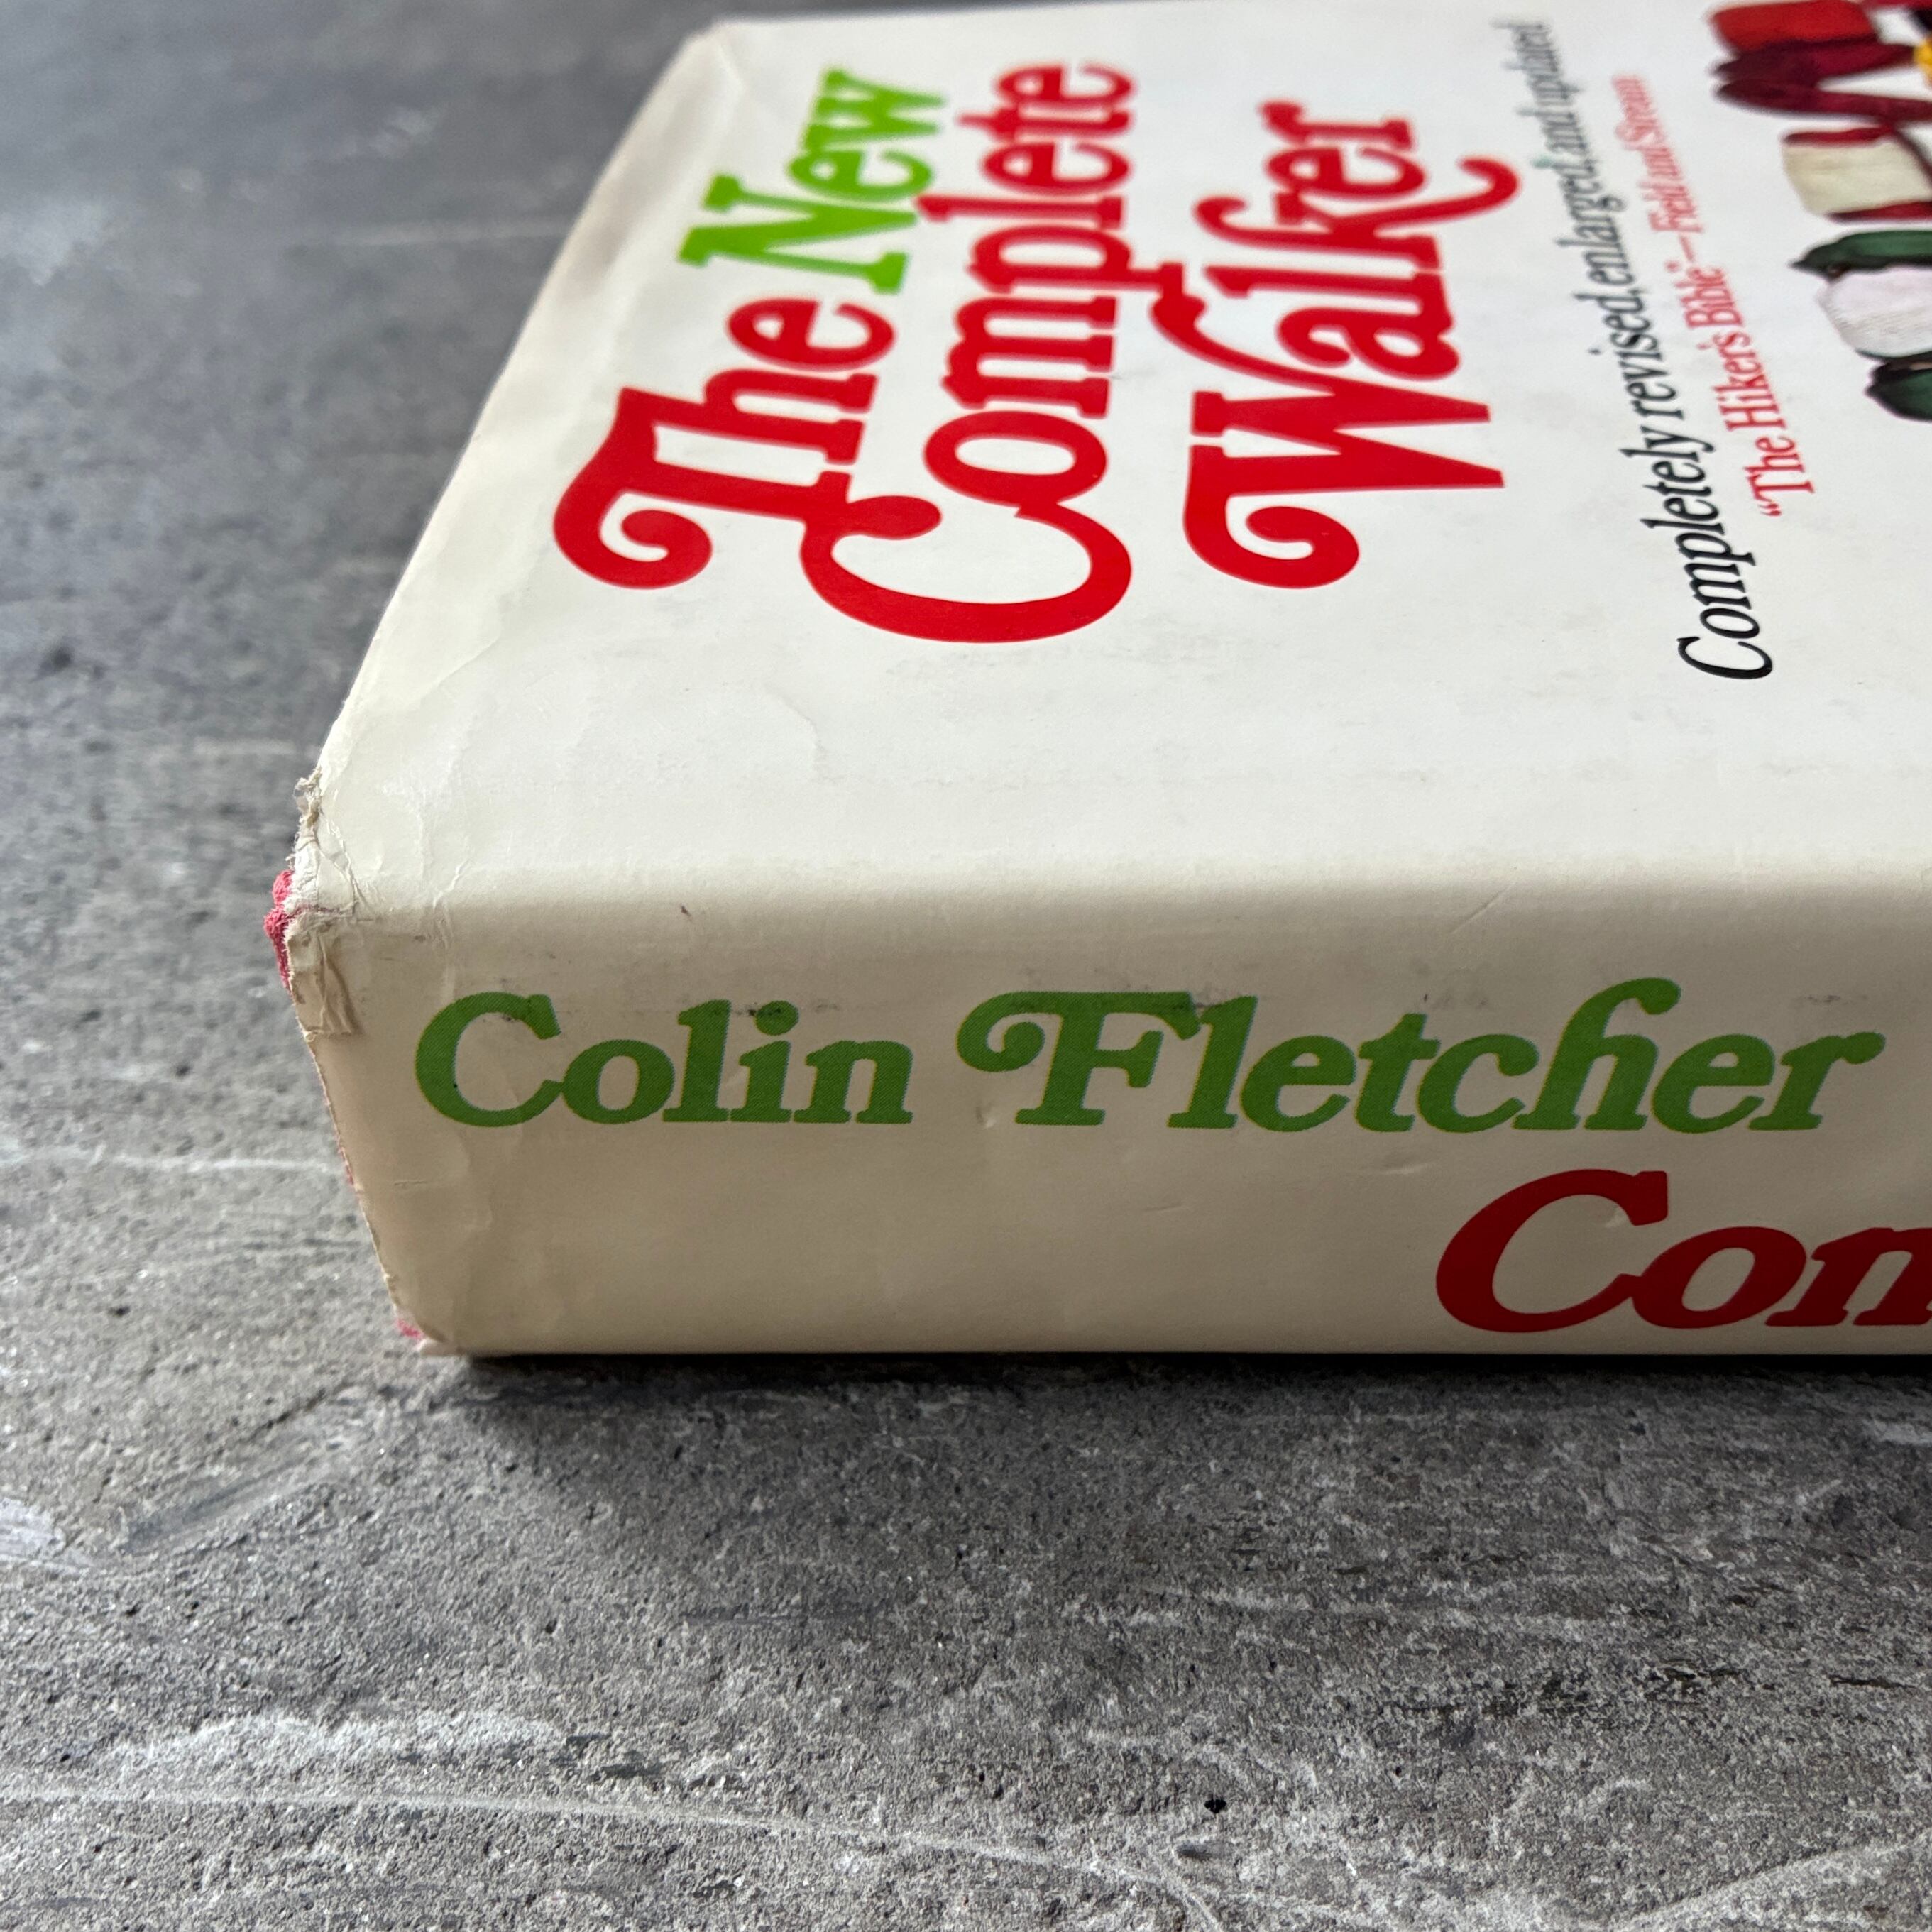 The New
Complete
Walker
Completely revised, enlarged, and updated
“The Hiker's Bible”—Field and Stream
Colin Fletcher